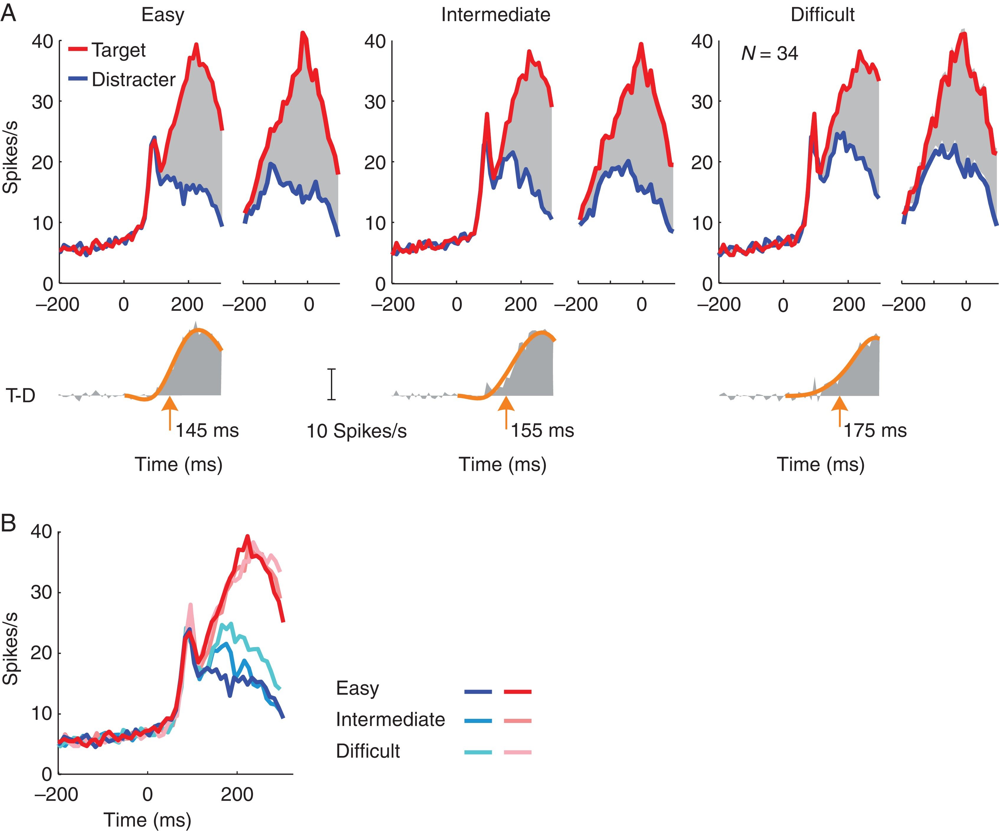 A
Easy Intermediate Difficult
40 40 40
Target N = 34
Distracter
30 30 30
Spikes/s
20 20 20
10 10 10
0 0 0
–200 0 200 –200 0 –200 0 200 –200 0 –200 0 200 –200 0
T-D
145 ms 10 Spikes/s 155 ms 175 ms
Time (ms) Time (ms) Time (ms)
B
40
30
Spikes/s
20
10
0
–200 0 200
Time (ms)
Easy
Intermediate
Difficult